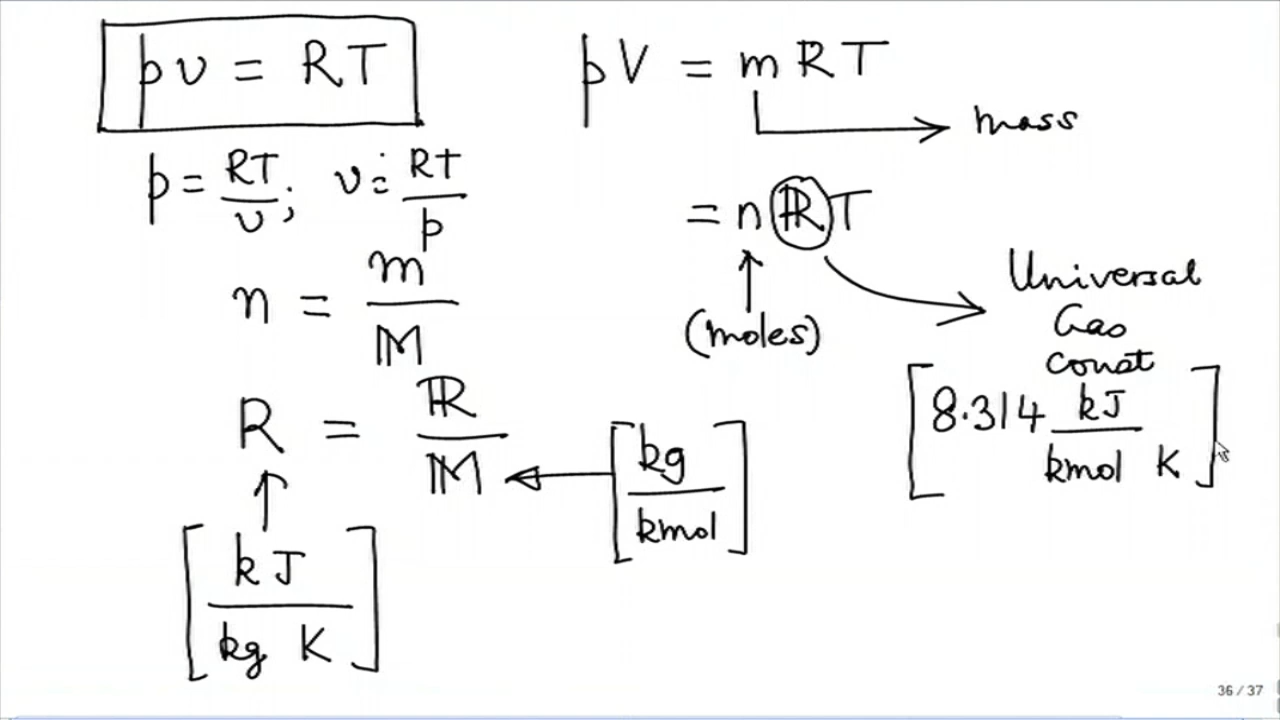 pv = RT
p = RT/v ; v = RT/p
n = m/𝕄
R = ℝ/𝕄
[kg/kmol]
[kJ/kg K]
pV = mRT
mass
= nℝT
(moles)
Universal
Gas
const
[8.314 kJ/kmol K]
36 / 37